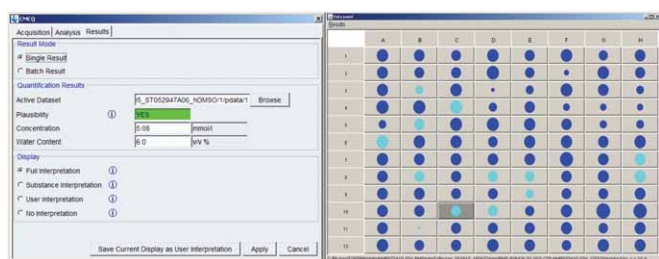 CMCQ
Acquisition Analysis Results
Result Mode
Single Result
Batch Result
Quantification Results
Active Dataset Browse
Plausibility YES
Concentration 0.08 mmol/l
Water Content 6.0 v/v %
Display
Full Interpretation
Substance Interpretation
User Interpretation
No Interpretation
Save Current Display as User Interpretation Apply Cancel
Results
A B C D E F G H
1
2
3
4
5
6
7
8
9
10
11
12